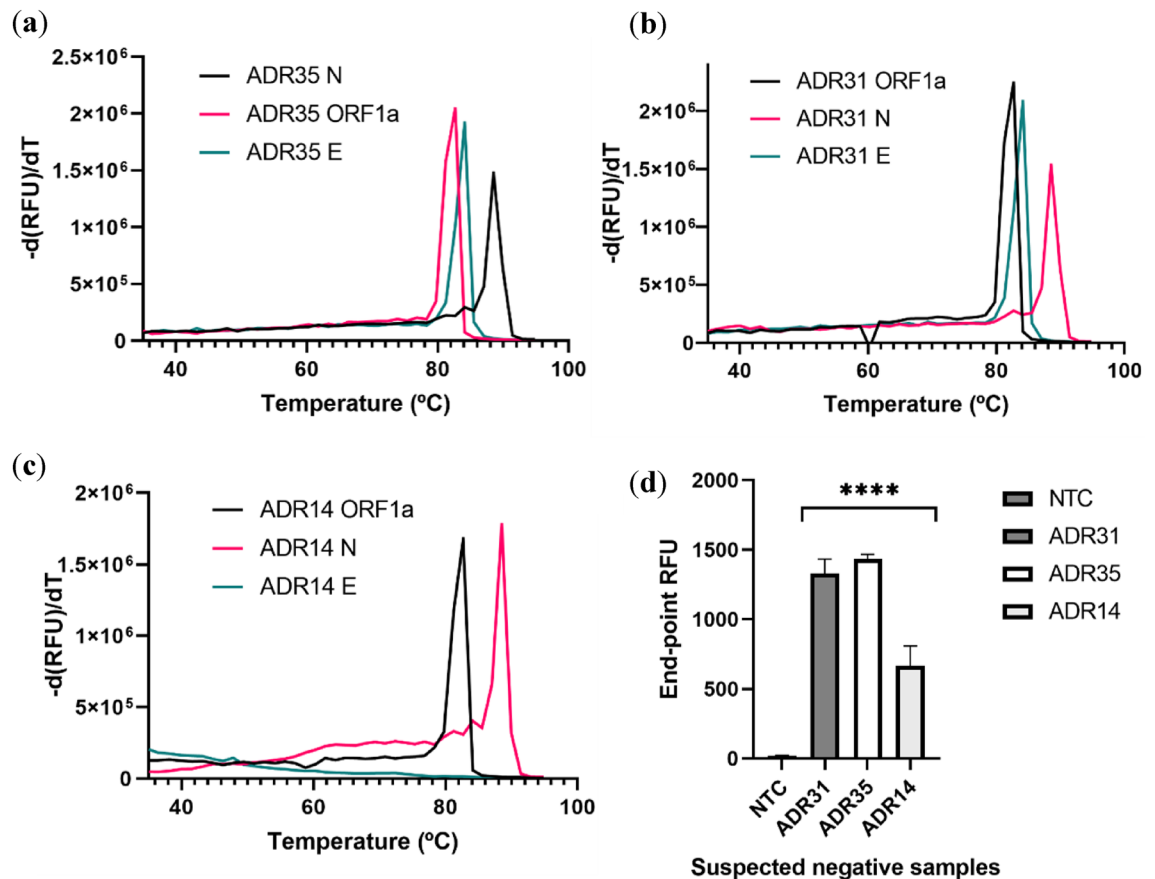 (a)
2.5×10⁶
2×10⁶
1.5×10⁶
1×10⁶
5×10⁵
0
-d(RFU)/dT
ADR35 N
ADR35 ORF1a
ADR35 E
40 60 80 100
Temperature (ºC)
(b)
2×10⁶
1.5×10⁶
1×10⁶
5×10⁵
0
-d(RFU)/dT
ADR31 ORF1a
ADR31 N
ADR31 E
40 60 80 100
Temperature (ºC)
(c)
2×10⁶
1.5×10⁶
1×10⁶
5×10⁵
0
-d(RFU)/dT
ADR14 ORF1a
ADR14 N
ADR14 E
40 60 80 100
Temperature (ºC)
(d)
2000
1500
1000
500
0
End-point RFU
****
NTC
ADR31
ADR35
ADR14
NTC ADR31 ADR35 ADR14
Suspected negative samples